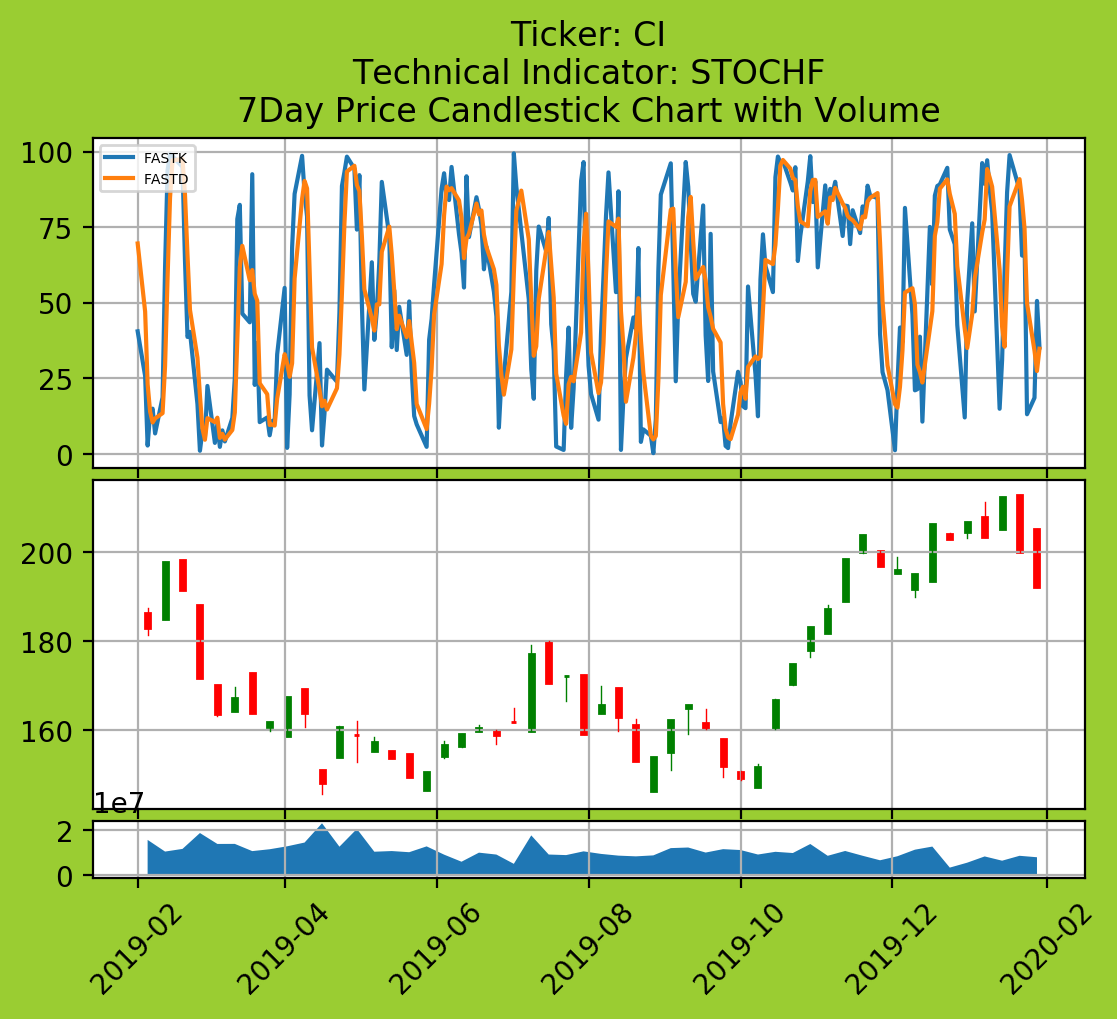 Ticker: CI
Technical Indicator: STOCHF
7Day Price Candlestick Chart with Volume
100
75
50
25
0
FASTK
FASTD
200
180
160
1e7
2
0
2019-02
2019-04
2019-06
2019-08
2019-10
2019-12
2020-02